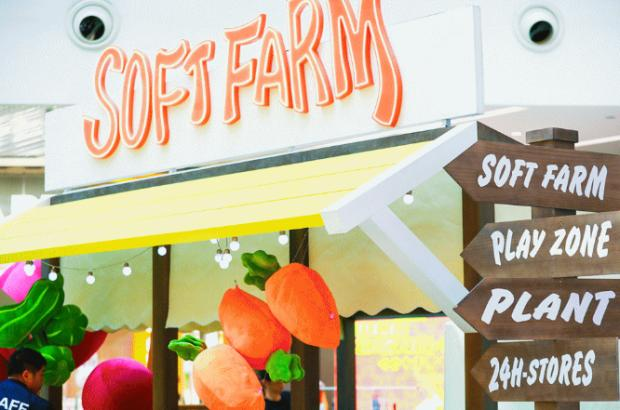 SOFT FARM
SOFT FARM
PLAY ZONE
PLANT
24H-STORES